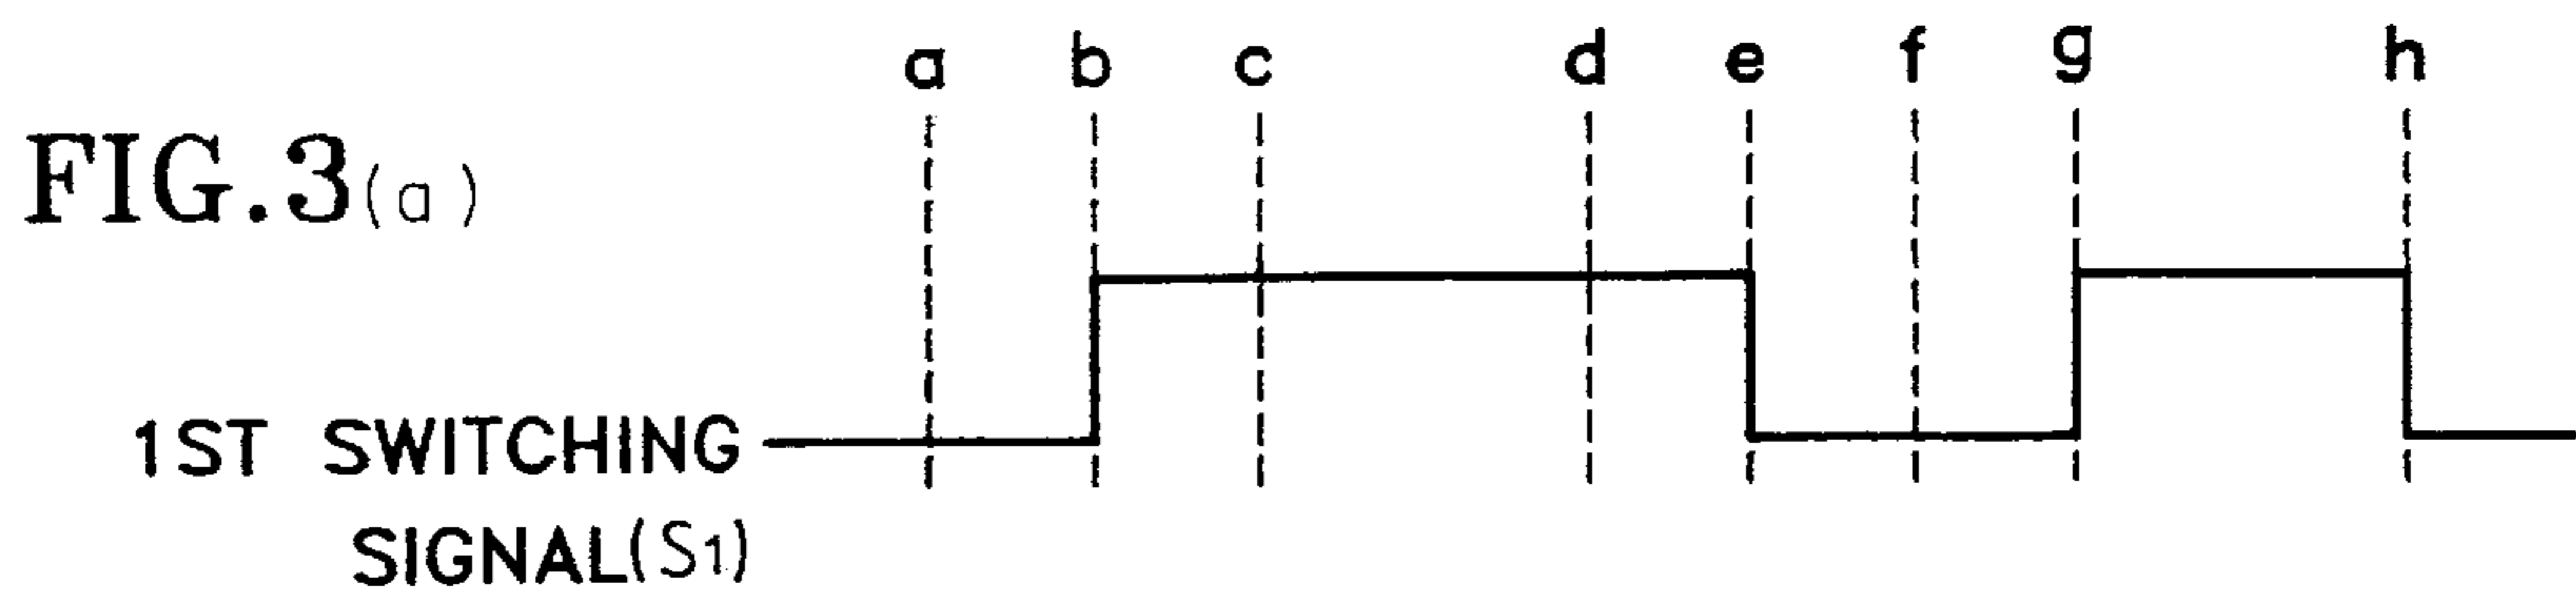 a b c d e f g h
FIG.3(a)
1ST SWITCHING
SIGNAL(S1)